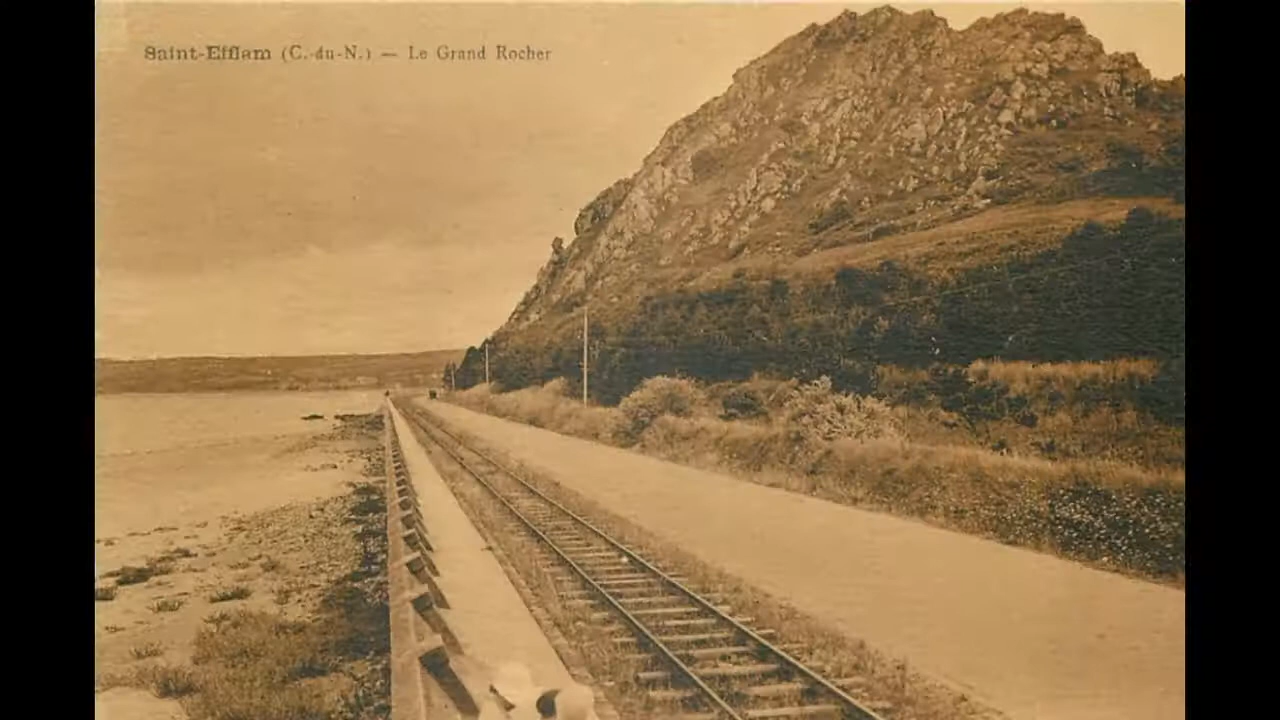 Saint-Efflam (C.-du-N.) — Le Grand Rocher